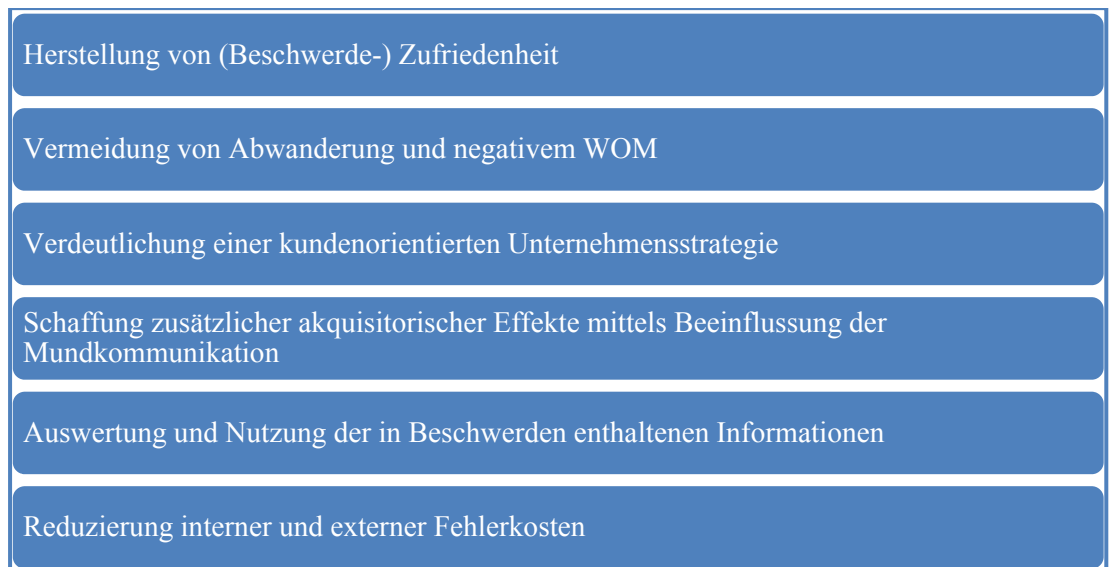 Herstellung von (Beschwerde-) Zufriedenheit
Vermeidung von Abwanderung und negativem WOM
Verdeutlichung einer kundenorientierten Unternehmensstrategie
Schaffung zusätzlicher akquisitorischer Effekte mittels Beeinflussung der
Mundkommunikation
Auswertung und Nutzung der in Beschwerden enthaltenen Informationen
Reduzierung interner und externer Fehlerkosten